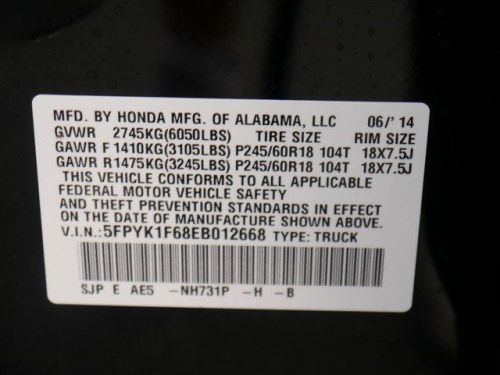 MFD. BY HONDA MFG. OF ALABAMA, LLC 06/' 14
GVWR 2745KG(6050LBS) TIRE SIZE RIM SIZE
GAWR F 1410KG(3105LBS) P245/60R18 104T 18X7.5J
GAWR R1475KG(3245LBS) P245/60R18 104T 18X7.5J
THIS VEHICLE CONFORMS TO ALL APPLICABLE
FEDERAL MOTOR VEHICLE SAFETY
AND THEFT PREVENTION STANDARDS IN EFFECT
ON THE DATE OF MANUFACTURE SHOWN ABOVE.
V.I.N.:5FPYK1F68EB012668 TYPE: TRUCK
SJP E AE5 -NH731P -H -B